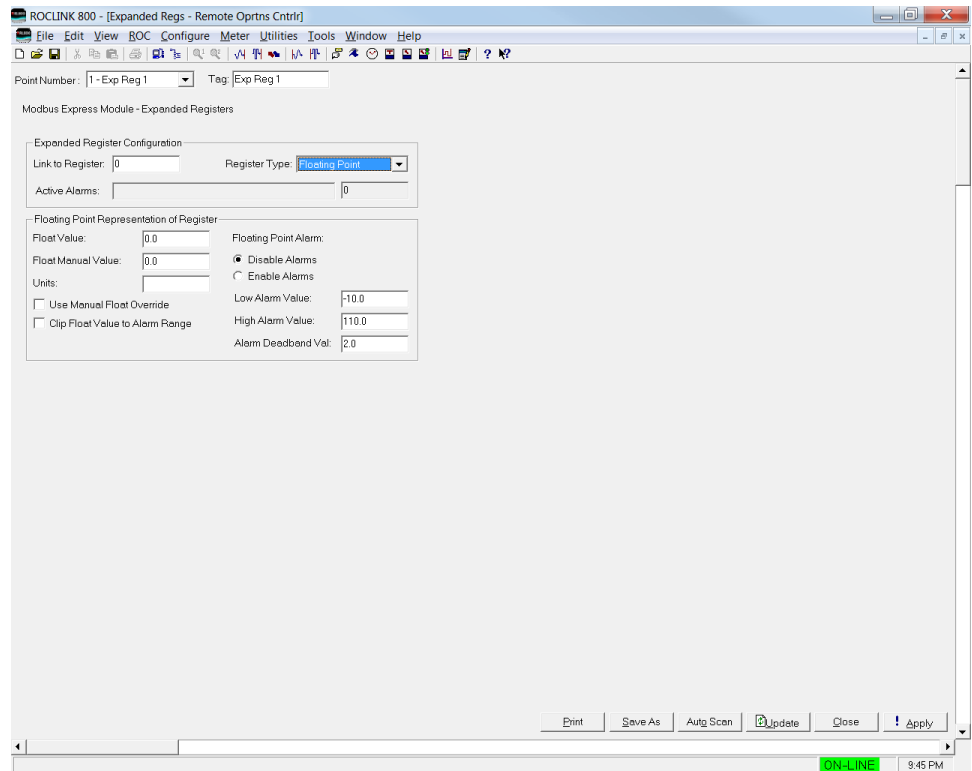 ROCLINK 800 - [Expanded Regs - Remote Oprtns Cntrlr]
File Edit View ROC Configure Meter Utilities Tools Window Help
Point Number : 1 - Exp Reg 1 Tag: Exp Reg 1
Modbus Express Module - Expanded Registers
Expanded Register Configuration
Link to Register: 0 Register Type: Floating Point
Active Alarms: 0
Floating Point Representation of Register
Float Value: 0.0 Floating Point Alarm:
Float Manual Value: 0.0 Disable Alarms
Units: Enable Alarms
Use Manual Float Override Low Alarm Value: -10.0
Clip Float Value to Alarm Range High Alarm Value: 110.0
Alarm Deadband Val: 2.0
Print Save As Auto Scan Update Close ! Apply
ON-LINE 9:45 PM